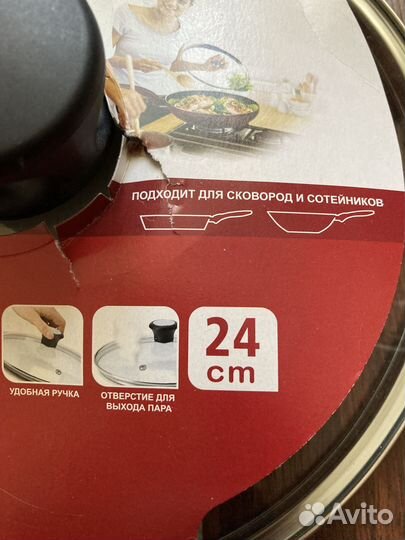 ПОДХОДИТ ДЛЯ СКОВОРОД И СОТЕЙНИКОВ
УДОБНАЯ РУЧКА
ОТВЕРСТИЕ ДЛЯ
ВЫХОДА ПАРА
24
cm
Avito